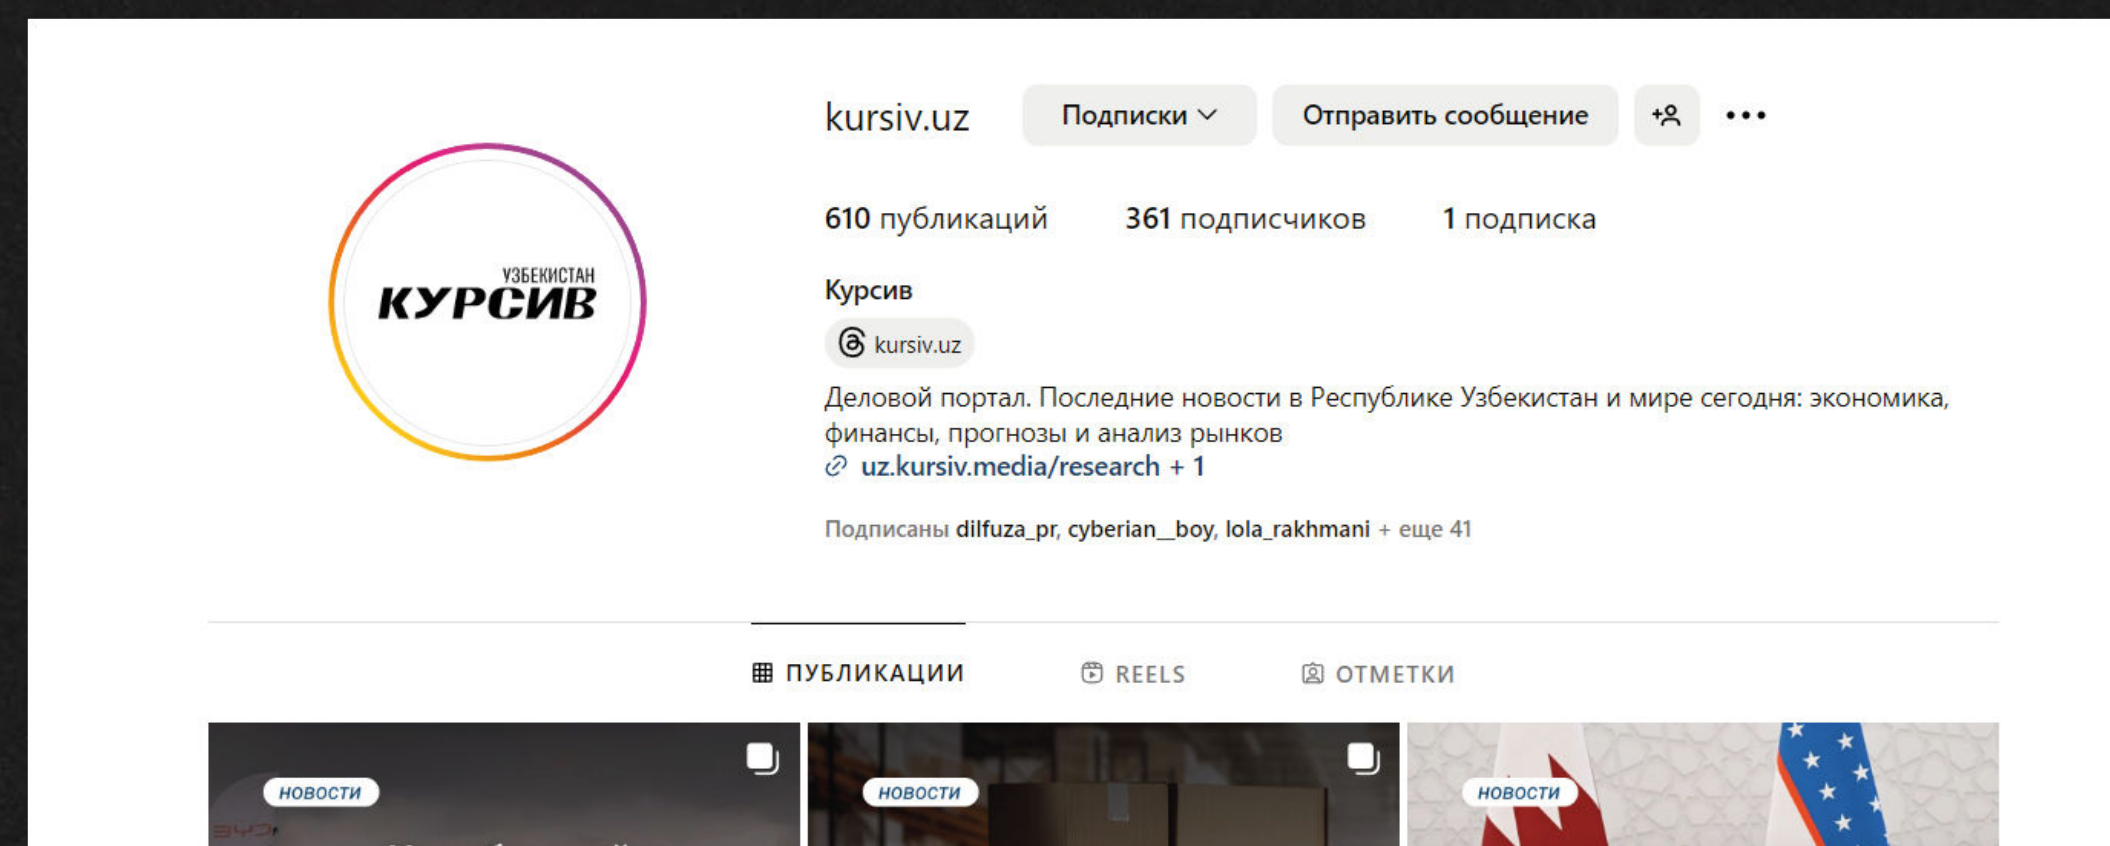 kursiv.uz Подписки Отправить сообщение
610 публикаций 361 подписчиков 1 подписка
УЗБЕКИСТАН
КУРСИВ
Курсив
kursiv.uz
Деловой портал. Последние новости в Республике Узбекистан и мире сегодня: экономика,
финансы, прогнозы и анализ рынков
uz.kursiv.media/research + 1
Подписаны dilfuza_pr, cyberian__boy, lola_rakhmani + еще 41
ПУБЛИКАЦИИ REELS ОТМЕТКИ
НОВОСТИ НОВОСТИ НОВОСТИ
BYD